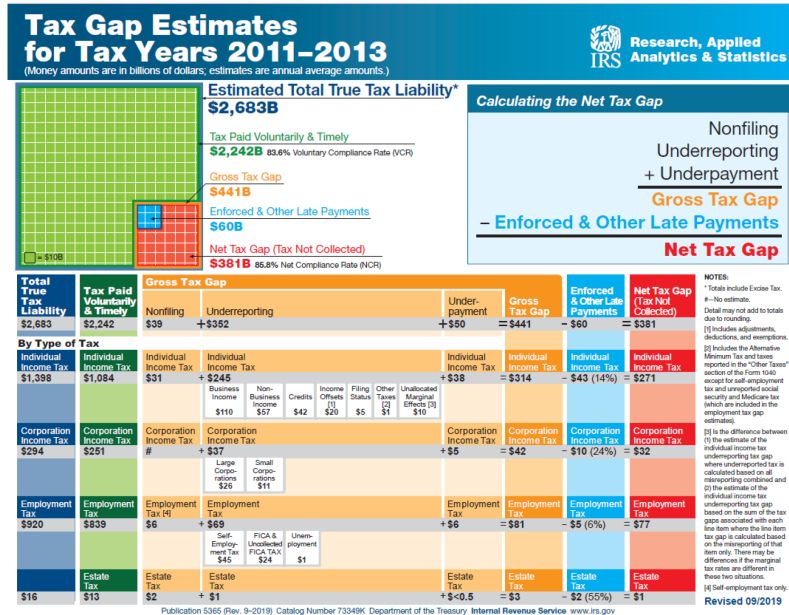 Tax Gap Estimates
for Tax Years 2011–2013
(Money amounts are in billions of dollars; estimates are annual average amounts.)
IRS
Research, Applied
Analytics & Statistics
Estimated Total True Tax Liability*
$2,683B
Tax Paid Voluntarily & Timely
$2,242B 83.6% Voluntary Compliance Rate (VCR)
Gross Tax Gap
$441B
Enforced & Other Late Payments
$60B
Net Tax Gap (Tax Not Collected)
$381B 85.8% Net Compliance Rate (NCR)
= $10B
Calculating the Net Tax Gap
Nonfiling
Underreporting
+ Underpayment
Gross Tax Gap
– Enforced & Other Late Payments
Net Tax Gap
Total
True
Tax
Liability
$2,683
Tax Paid
Voluntarily
& Timely
$2,242
Gross Tax Gap
Nonfiling
$39
Underreporting
+ $352
Under-
payment
+ $50
Gross
Tax Gap
= $441
Enforced
& Other Late
Payments
– $60
Net Tax Gap
(Tax Not
Collected)
= $381
By Type of Tax
Individual
Income Tax
$1,398
Individual
Income Tax
$1,084
Individual
Income Tax
$31
Individual
Income Tax
+ $245
Business
Income
$110
Non-
Business
Income
$57
Credits
$42
Income
Offsets
[1]
$20
Filing
Status
$5
Other
Taxes
[2]
$1
Unallocated
Marginal
Effects [3]
$10
Individual
Income Tax
+ $38
Individual
Income Tax
= $314
Individual
Income Tax
– $43 (14%)
Individual
Income Tax
= $271
Corporation
Income Tax
$294
Corporation
Income Tax
$251
Corporation
Income Tax
#
Corporation
Income Tax
+ $37
Large
Corpo-
rations
$26
Small
Corpo-
rations
$11
Corporation
Income Tax
+ $5
Corporation
Income Tax
= $42
Corporation
Income Tax
– $10 (24%)
Corporation
Income Tax
= $32
Employment
Tax
$920
Employment
Tax
$839
Employment
Tax [4]
$6
Employment
Tax
+ $69
Self-
Employ-
ment Tax
$45
FICA &
Uncollected
FICA TAX
$24
Unem-
ployment
$1
Employment
Tax
+ $6
Employment
Tax
= $81
Employment
Tax
– $5 (6%)
Employment
Tax
= $77
$16
Estate
Tax
$13
Estate
Tax
$2
Estate
Tax
+ $1
Estate
Tax
+ $<0.5
Estate
Tax
= $3
Estate
Tax
– $2 (55%)
Estate
Tax
= $1
NOTES:
* Totals include Excise Tax.
#—No estimate.
Detail may not add to totals
due to rounding.
[1] Includes adjustments,
deductions, and exemptions.
[2] Includes the Alternative
Minimum Tax and taxes
reported in the "Other Taxes"
section of the Form 1040
except for self-employment
tax and unreported social
security and Medicare tax
(which are included in the
employment tax gap
estimates).
[3] Is the difference between
(1) the estimate of the
individual income tax
underreporting tax gap
where underreported tax is
calculated based on all
misreporting combined and
(2) the estimate of the
individual income tax
underreporting tax gap
based on the sum of the tax
gaps associated with each
line item where the line item
tax gap is calculated based
on the misreporting of that
item only. There may be
differences if the marginal
tax rates are different in
these two situations.
[4] Self-employment tax only.
Revised 09/2019
Publication 5365 (Rev. 9–2019) Catalog Number 73349K Department of the Treasury Internal Revenue Service www.irs.gov